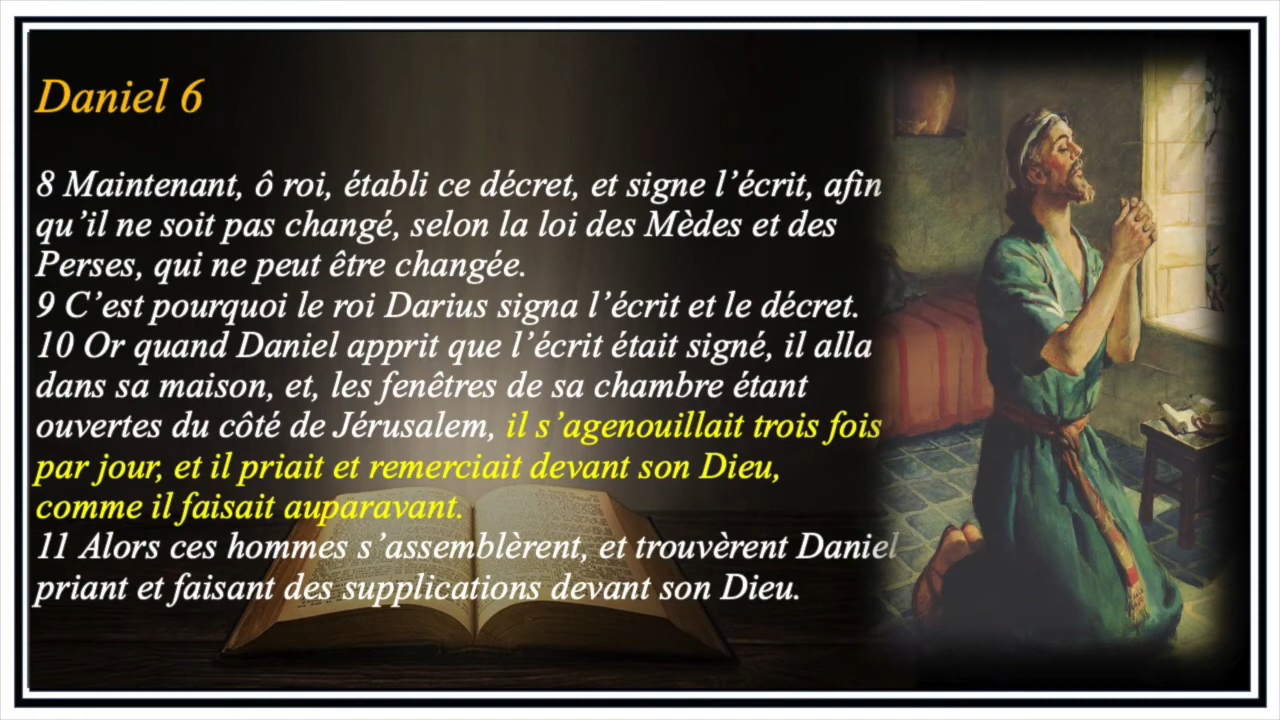 Daniel 6
8 Maintenant, ô roi, établi ce décret, et signe l’écrit, afin
qu’il ne soit pas changé, selon la loi des Mèdes et des
Perses, qui ne peut être changée.
9 C’est pourquoi le roi Darius signa l’écrit et le décret.
10 Or quand Daniel apprit que l’écrit était signé, il alla
dans sa maison, et, les fenêtres de sa chambre étant
ouvertes du côté de Jérusalem, il s’agenouillait trois fois
par jour, et il priait et remerciait devant son Dieu,
comme il faisait auparavant.
11 Alors ces hommes s’assemblèrent, et trouvèrent Daniel
priant et faisant des supplications devant son Dieu.